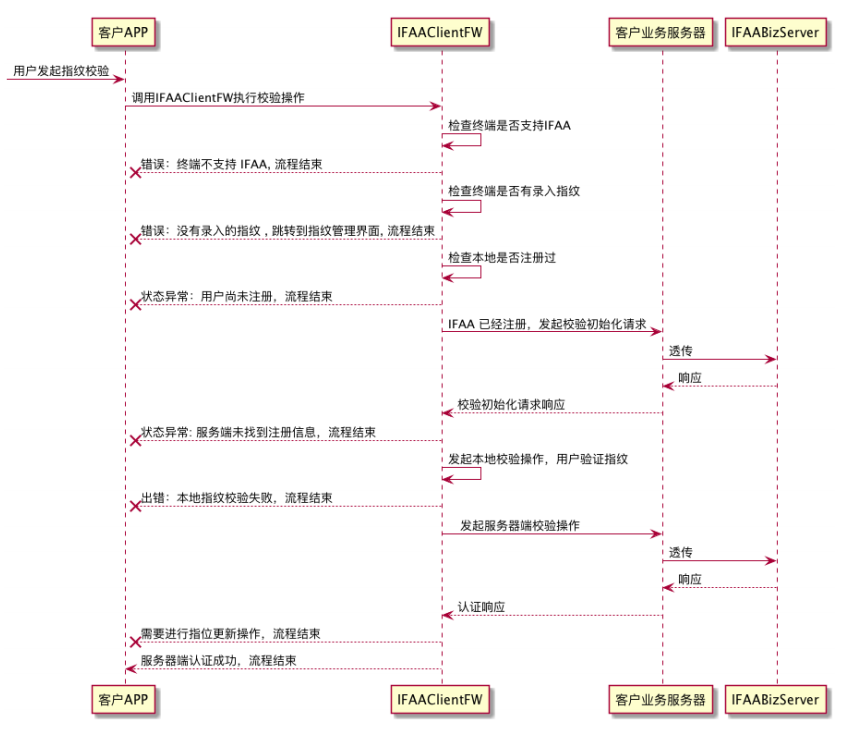 客户APP
IFAAClientFW
客户业务服务器
IFAABizServer
用户发起指纹校验
调用IFAAClientFW执行校验操作
检查终端是否支持IFAA
错误：终端不支持 IFAA, 流程结束
检查终端是否有录入指纹
错误：没有录入的指纹 , 跳转到指纹管理界面, 流程结束
检查本地是否注册过
状态异常：用户尚未注册，流程结束
IFAA 已经注册，发起校验初始化请求
透传
响应
校验初始化请求响应
状态异常: 服务端未找到注册信息，流程结束
发起本地校验操作，用户验证指纹
出错：本地指纹校验失败，流程结束
发起服务器端校验操作
透传
响应
认证响应
需要进行指位更新操作，流程结束
服务器端认证成功，流程结束
客户APP
IFAAClientFW
客户业务服务器
IFAABizServer